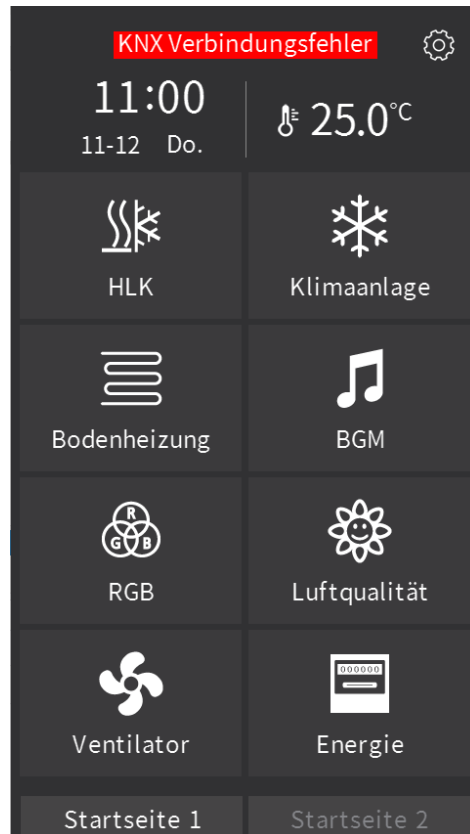 KNX Verbindungsfehler
11:00
11-12 Do.
25.0°C
HLK
Klimaanlage
Bodenheizung
BGM
R
G B
RGB
Luftqualität
000000
Ventilator
Energie
Startseite 1
Startseite 2